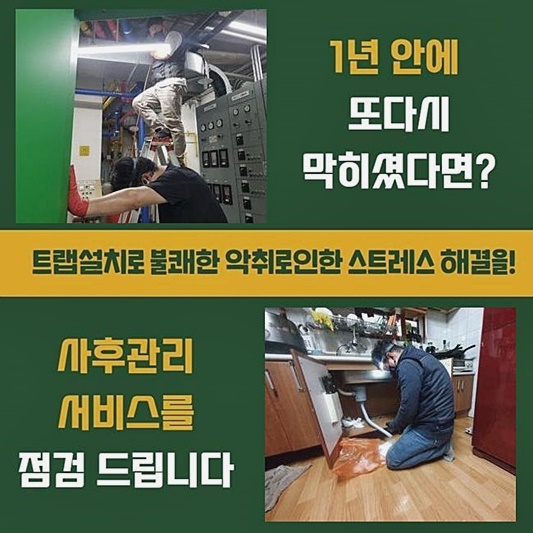 1년 안에
또다시
막히셨다면?
트랩설치로 불쾌한 악취로인한 스트레스 해결을!
사후관리
서비스를
점검 드립니다